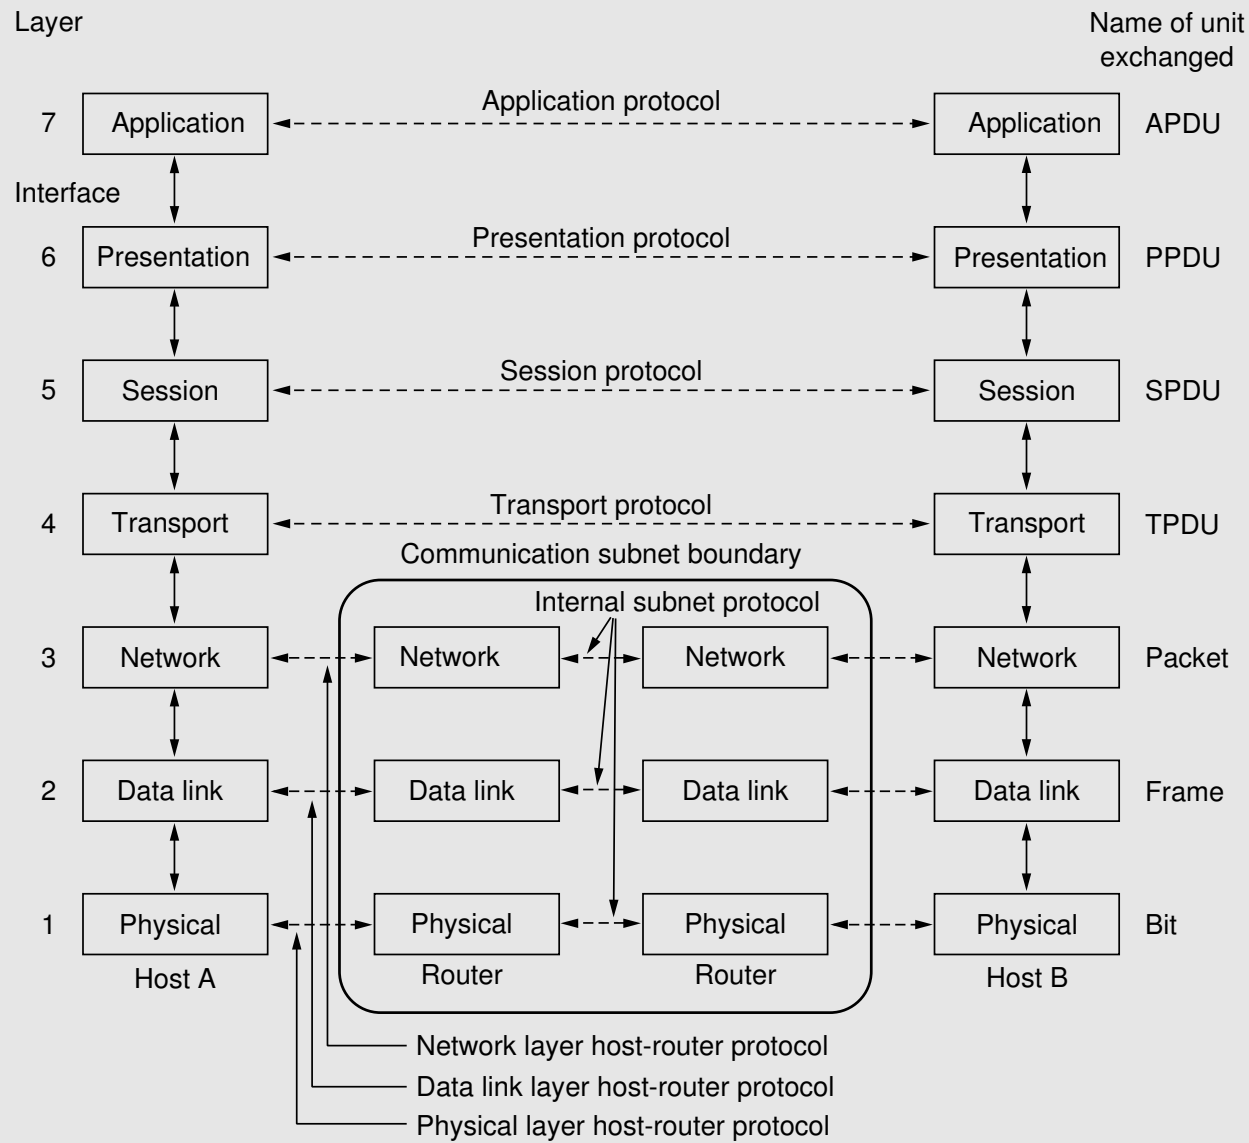 Layer
Name of unit
exchanged
7
Application
Application protocol
Application
APDU
Interface
6
Presentation
Presentation protocol
Presentation
PPDU
5
Session
Session protocol
Session
SPDU
4
Transport
Transport protocol
Transport
TPDU
Communication subnet boundary
Internal subnet protocol
3
Network
Network
Network
Network
Packet
2
Data link
Data link
Data link
Data link
Frame
1
Physical
Physical
Physical
Physical
Bit
Host A
Router
Router
Host B
Network layer host-router protocol
Data link layer host-router protocol
Physical layer host-router protocol